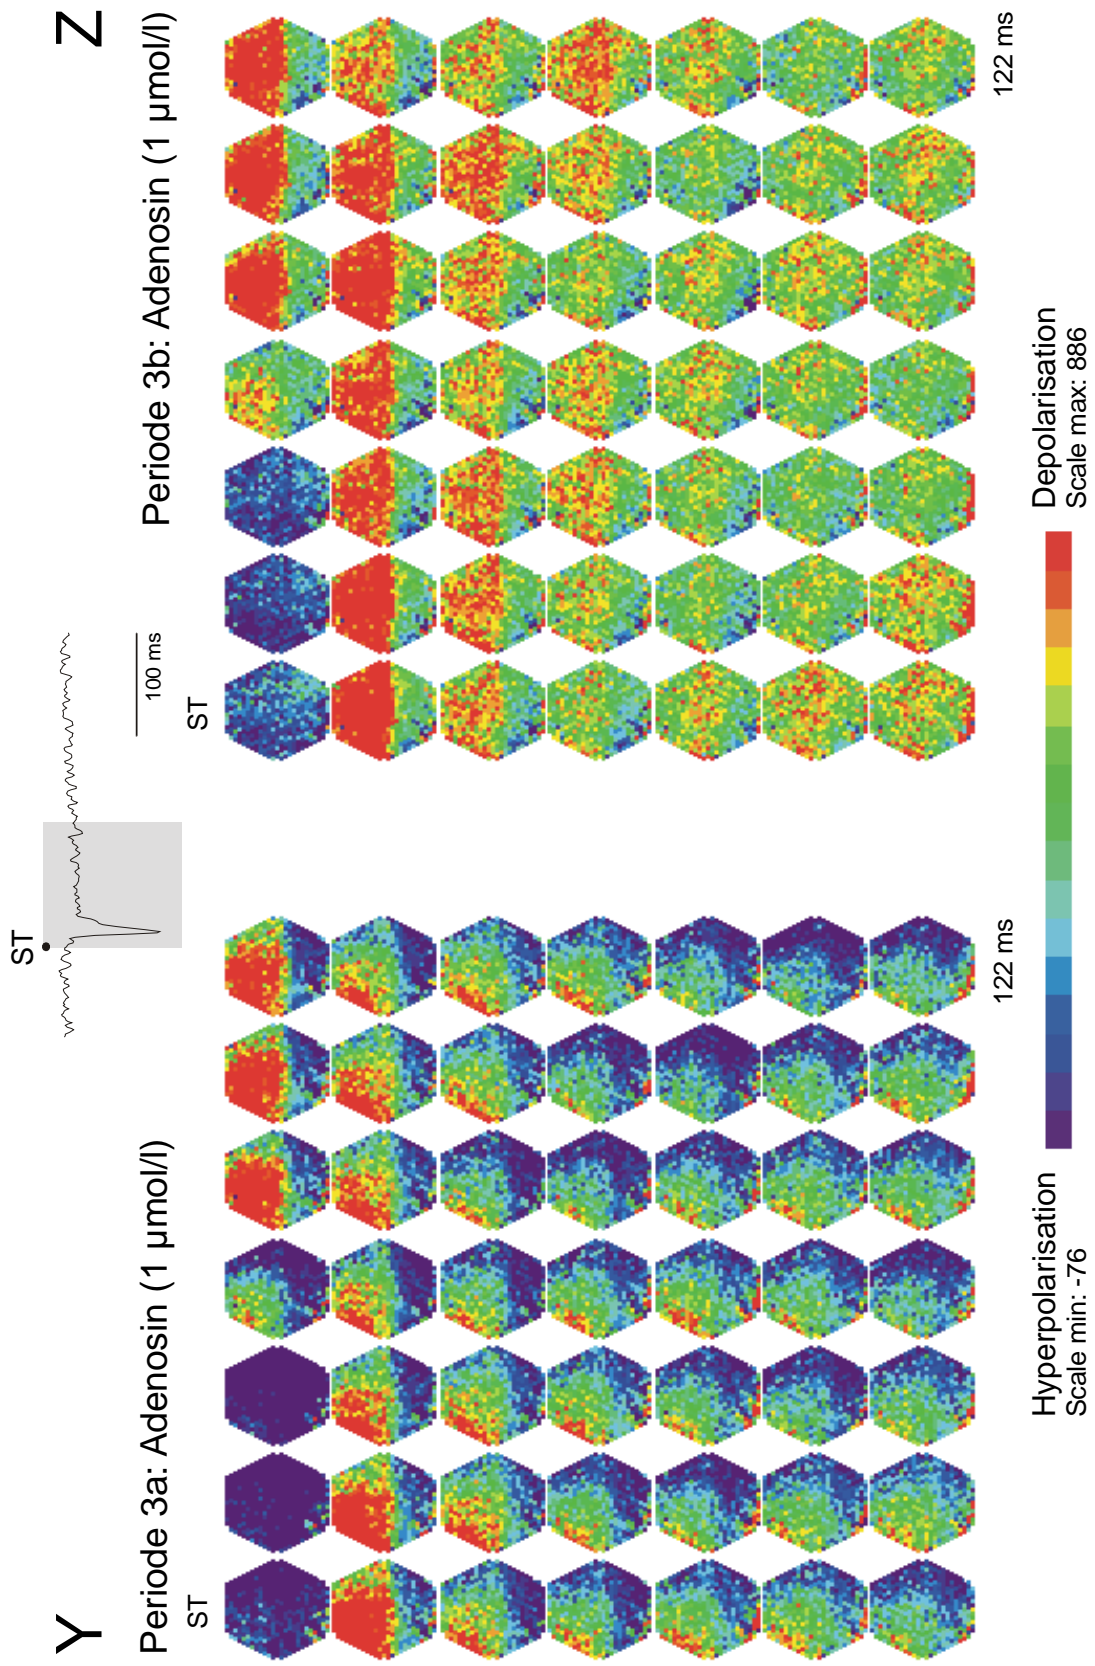 Y
Z
ST
100 ms
Periode 3a: Adenosin (1 µmol/l)
Periode 3b: Adenosin (1 µmol/l)
ST
ST
122 ms
122 ms
Hyperpolarisation
Scale min: -76
Depolarisation
Scale max: 886